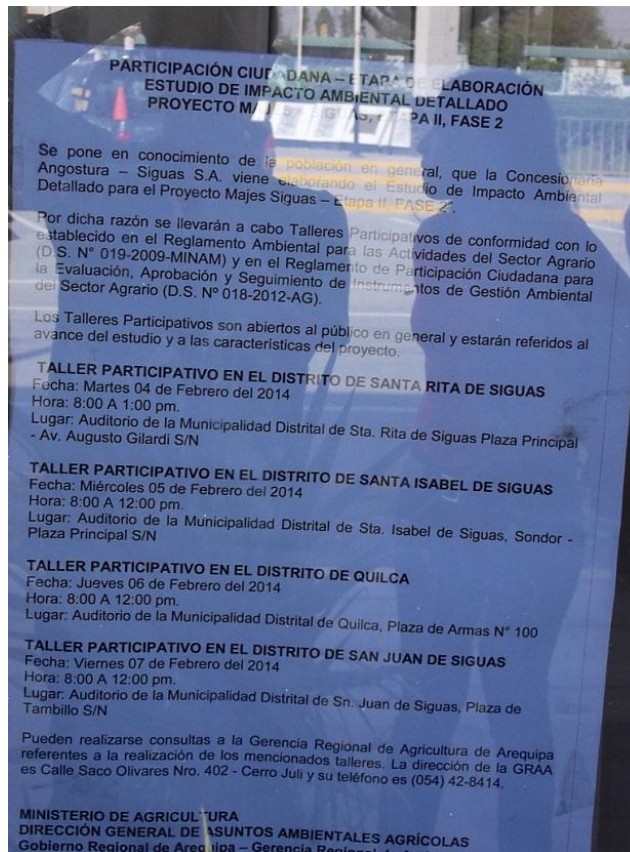 PARTICIPACIÓN CIUDADANA – ETAPA DE ELABORACIÓN
ESTUDIO DE IMPACTO AMBIENTAL DETALLADO
PROYECTO MAJES – SIGUAS, ETAPA II, FASE 2
Se pone en conocimiento de la población en general, que la Concesionaria
Angostura – Siguas S.A. viene elaborando el Estudio de Impacto Ambiental
Detallado para el Proyecto Majes Siguas – Etapa II, FASE 2".
Por dicha razón se llevarán a cabo Talleres Participativos de conformidad con lo
establecido en el Reglamento Ambiental para las Actividades del Sector Agrario
(D.S. N° 019-2009-MINAM) y en el Reglamento de Participación Ciudadana para
la Evaluación, Aprobación y Seguimiento de Instrumentos de Gestión Ambiental
del Sector Agrario (D.S. Nº 018-2012-AG).
Los Talleres Participativos son abiertos al público en general y estarán referidos al
avance del estudio y a las características del proyecto.
TALLER PARTICIPATIVO EN EL DISTRITO DE SANTA RITA DE SIGUAS
Fecha: Martes 04 de Febrero del 2014
Hora: 8:00 A 1:00 pm.
Lugar: Auditorio de la Municipalidad Distrital de Sta. Rita de Siguas Plaza Principal
- Av. Augusto Gilardi S/N
TALLER PARTICIPATIVO EN EL DISTRITO DE SANTA ISABEL DE SIGUAS
Fecha: Miércoles 05 de Febrero del 2014
Hora: 8:00 A 12:00 pm.
Lugar: Auditorio de la Municipalidad Distrital de Sta. Isabel de Siguas, Sondor -
Plaza Principal S/N
TALLER PARTICIPATIVO EN EL DISTRITO DE QUILCA
Fecha: Jueves 06 de Febrero del 2014
Hora: 8:00 A 12:00 pm.
Lugar: Auditorio de la Municipalidad Distrital de Quilca, Plaza de Armas N° 100
TALLER PARTICIPATIVO EN EL DISTRITO DE SAN JUAN DE SIGUAS
Fecha: Viernes 07 de Febrero del 2014
Hora: 8:00 A 12:00 pm.
Lugar: Auditorio de la Municipalidad Distrital de Sn. Juan de Siguas, Plaza de
Tambillo S/N
Pueden realizarse consultas a la Gerencia Regional de Agricultura de Arequipa
referentes a la realización de los mencionados talleres. La dirección de la GRAA
es Calle Saco Olivares Nro. 402 - Cerro Juli y su teléfono es (054) 42-8414.
MINISTERIO DE AGRICULTURA
DIRECCIÓN GENERAL DE ASUNTOS AMBIENTALES AGRÍCOLAS
Gobierno Regional de Arequipa – Gerencia Regional de